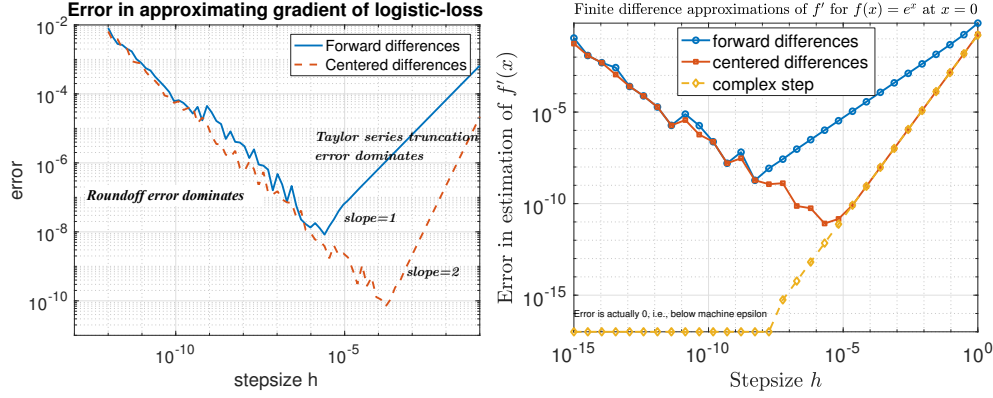 Error in approximating gradient of logistic-loss
10^-2
10^-4
10^-6
10^-8
10^-10
error
Forward differences
Centered differences
Taylor series truncation
error dominates
Roundoff error dominates
slope=1
slope=2
10^-10
10^-5
stepsize h
Finite difference approximations of f′ for f(x) = e^x at x = 0
forward differences
centered differences
complex step
10^-5
10^-10
10^-15
Error in estimation of f′(x)
Error is actually 0, i.e., below machine epsilon
10^-15
10^-10
10^-5
10^0
Stepsize h